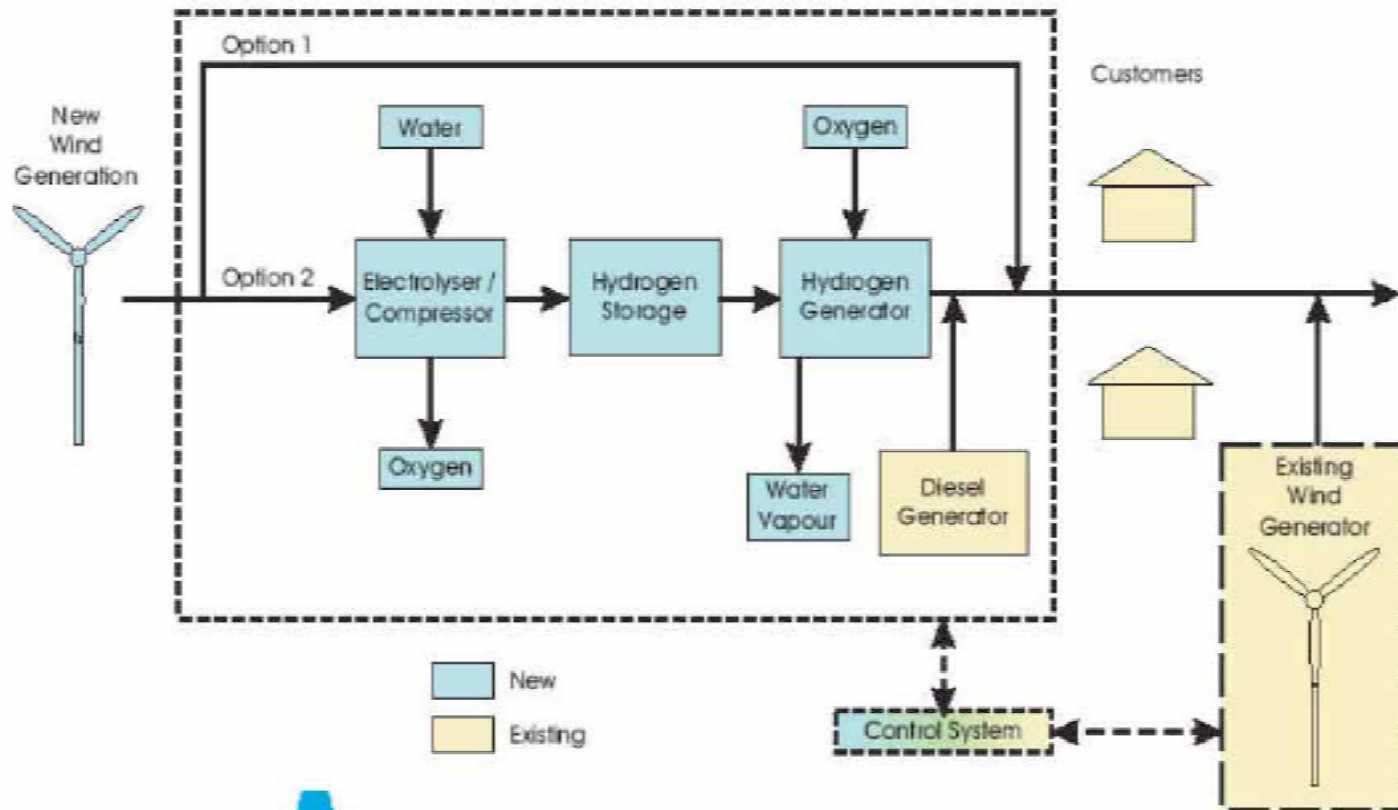 Option 1
Customers
New
Wind
Generation
Water
Oxygen
Option 2
Electrolyser /
Compressor
Hydrogen
Storage
Hydrogen
Generator
Oxygen
Water
Vapour
Diesel
Generator
Existing
Wind
Generator
New
Existing
Control System